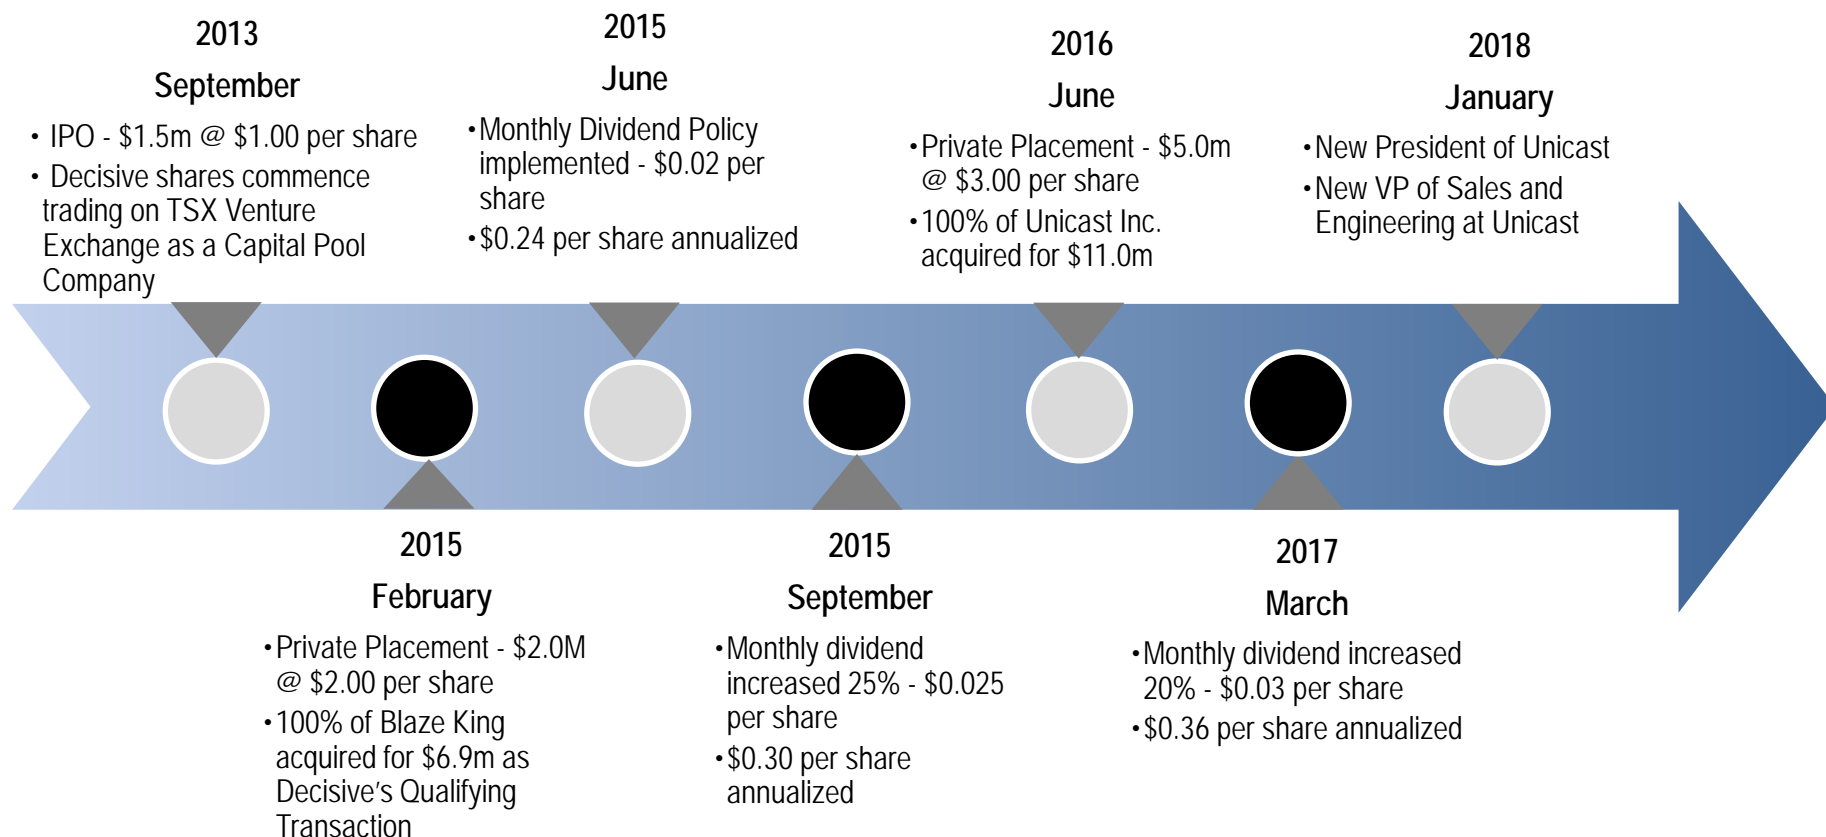 2013
September
• IPO - $1.5m @ $1.00 per share
• Decisive shares commence
trading on TSX Venture
Exchange as a Capital Pool
Company
2015
June
•Monthly Dividend Policy
implemented - $0.02 per
share
•$0.24 per share annualized
2016
June
•Private Placement - $5.0m
@ $3.00 per share
•100% of Unicast Inc.
acquired for $11.0m
2018
January
•New President of Unicast
•New VP of Sales and
Engineering at Unicast
2015
February
•Private Placement - $2.0M
@ $2.00 per share
•100% of Blaze King
acquired for $6.9m as
Decisive’s Qualifying
Transaction
2015
September
•Monthly dividend
increased 25% - $0.025
per share
•$0.30 per share
annualized
2017
March
•Monthly dividend increased
20% - $0.03 per share
•$0.36 per share annualized